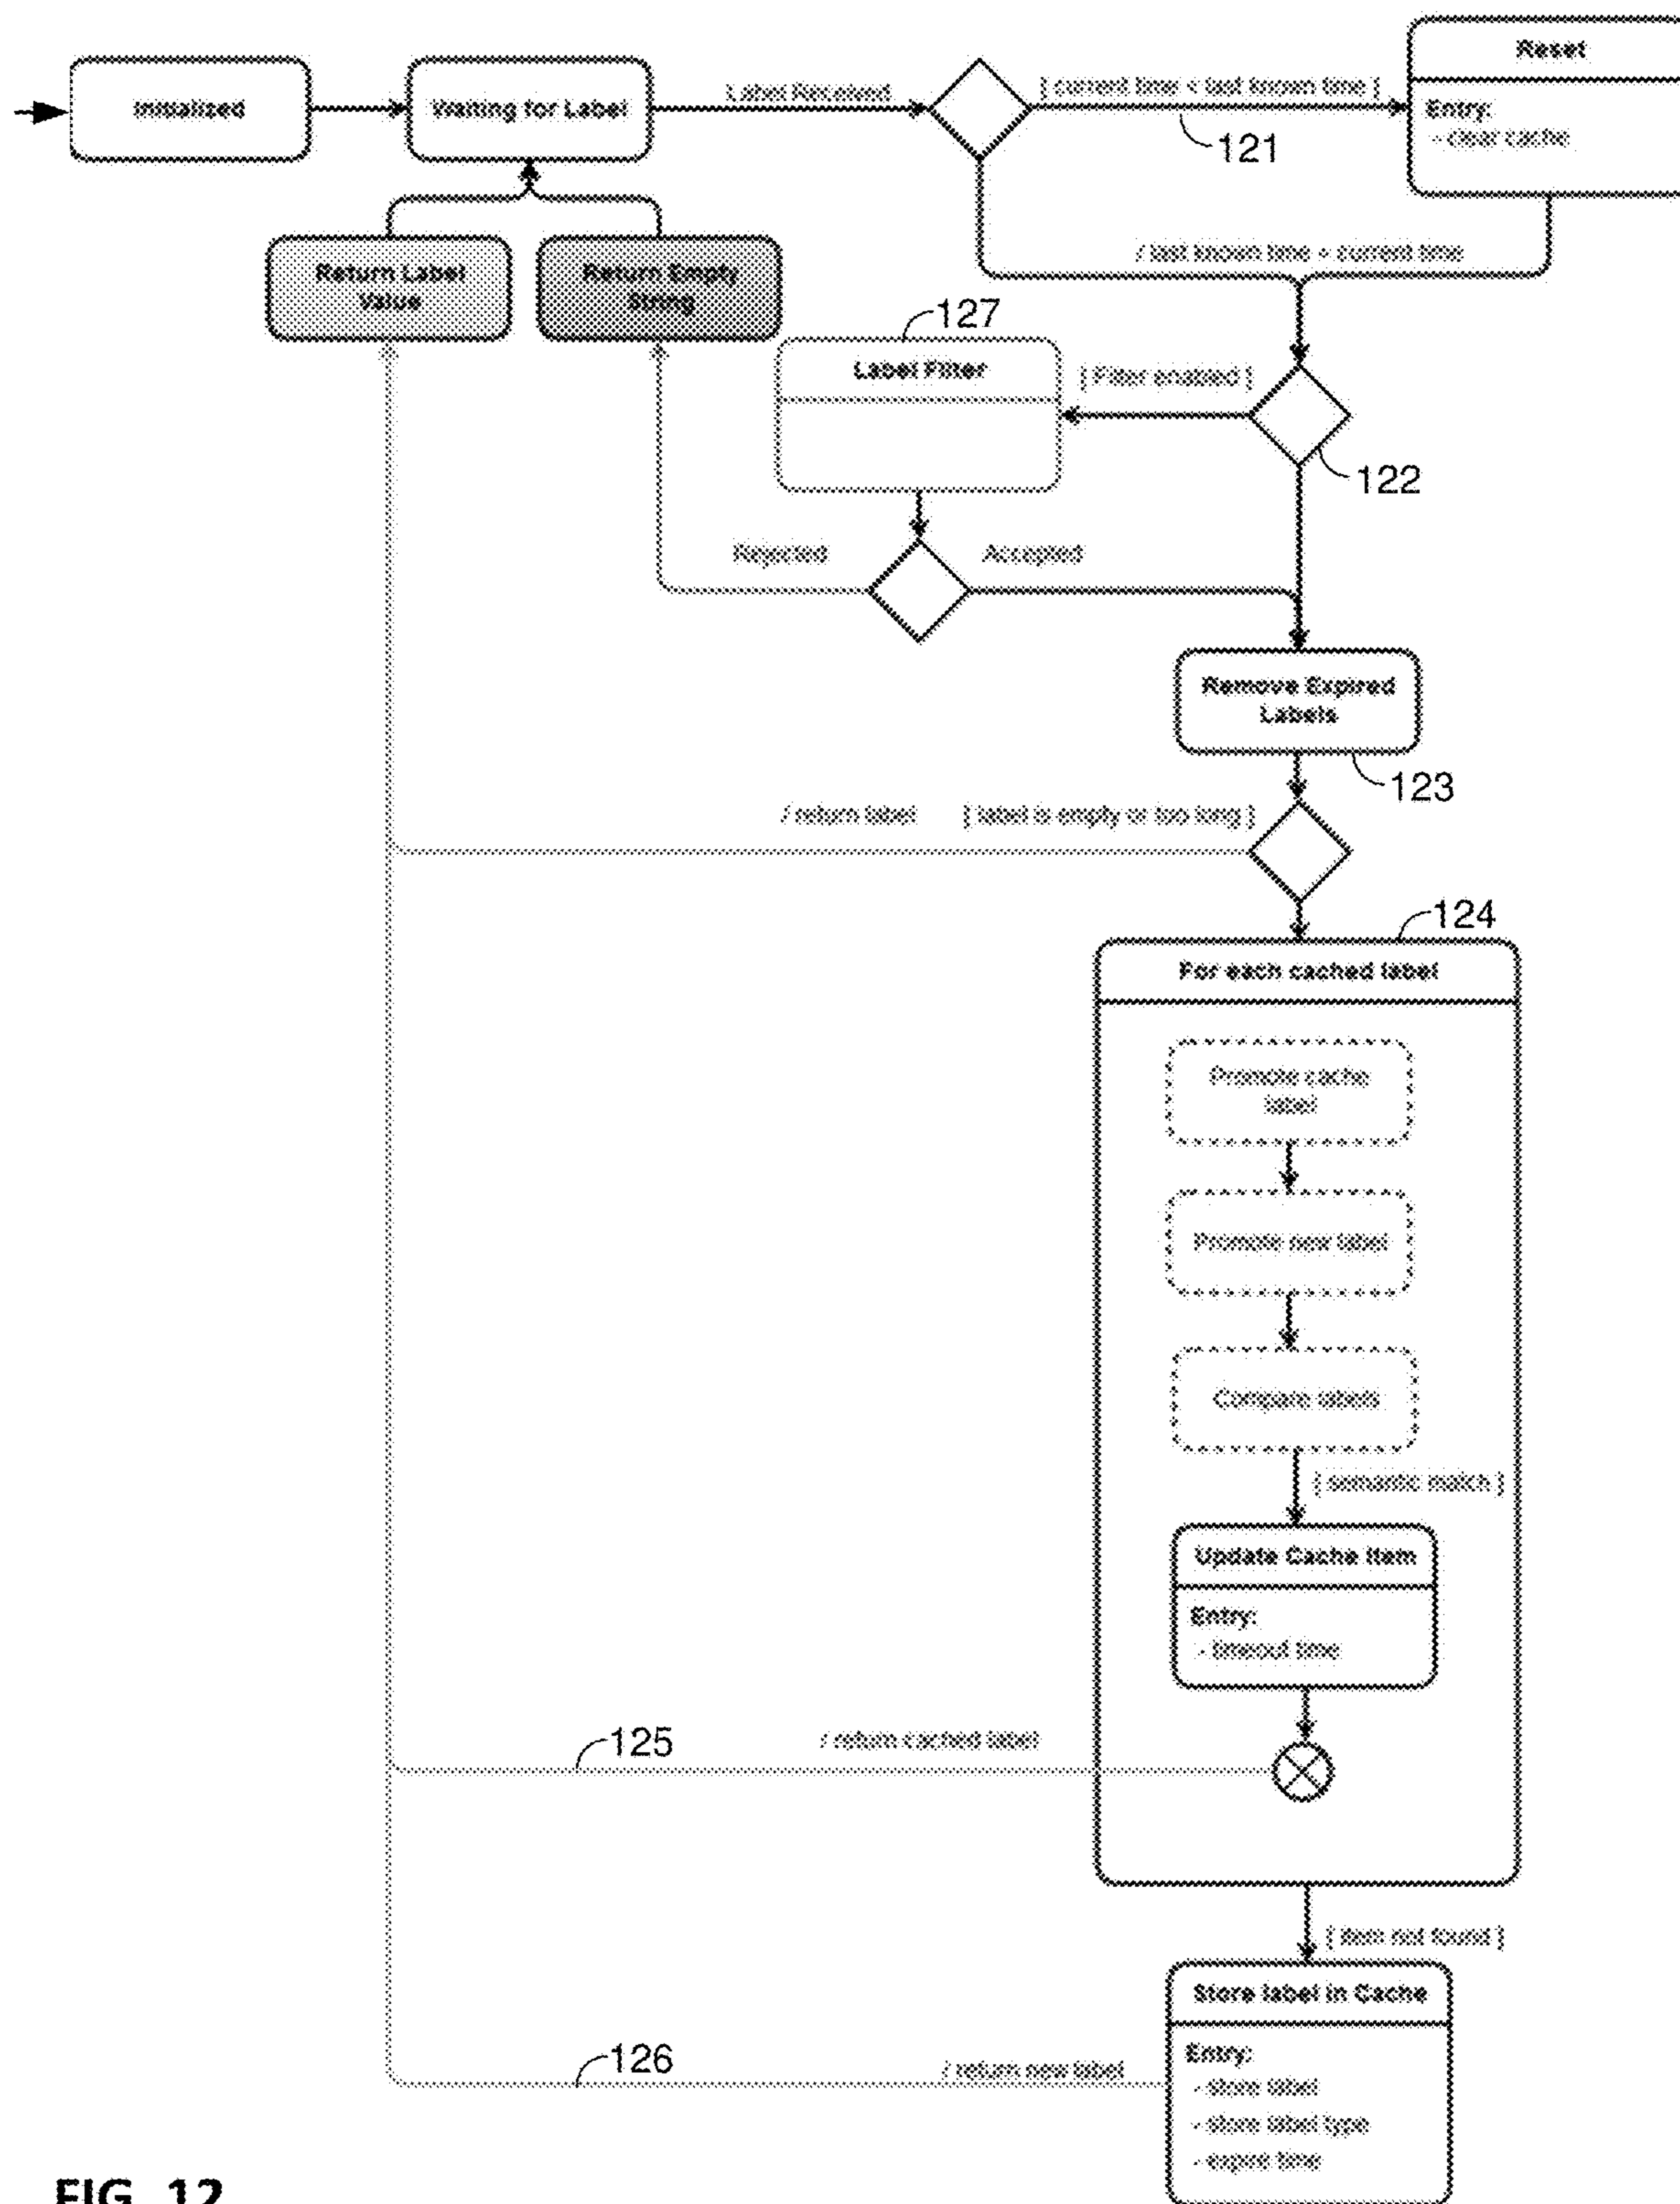 Reset
Initialized
Waiting for Label
Label Received
[ current time < last known time ]
Entry:
- clear cache
121
Return Label
Value
Return Empty
String
/ last known time = current time
127
Label Filter
[ Filter enabled ]
122
Rejected
Accepted
Remove Expired
Labels
123
/ return label
[ label is empty or too long ]
124
For each cached label
Promote cache
label
Promote new label
Compare labels
[ semantic match ]
Update Cache Item
Entry:
- timeout time
125
/ return cached label
[ item not found ]
Store label in Cache
126
/ return new label
Entry:
- store label
- store label type
- expire time
FIG. 12